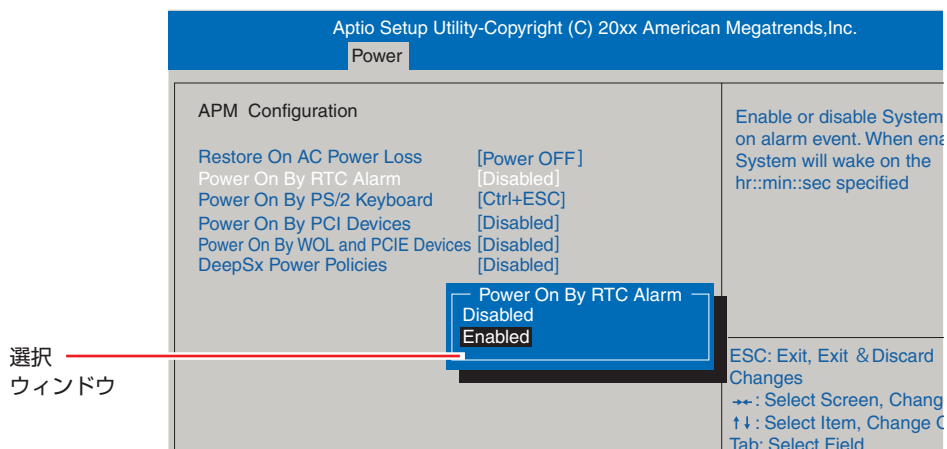 Aptio Setup Utility-Copyright (C) 20xx American Megatrends,Inc.
Power
APM Configuration
Restore On AC Power Loss [Power OFF]
Power On By RTC Alarm [Disabled]
Power On By PS/2 Keyboard [Ctrl+ESC]
Power On By PCI Devices [Disabled]
Power On By WOL and PCIE Devices [Disabled]
DeepSx Power Policies [Disabled]
Power On By RTC Alarm
Disabled
Enabled
選択
ウィンドウ
Enable or disable System
on alarm event. When ena
System will wake on the
hr::min::sec specified
ESC: Exit, Exit ＆Discard
Changes
→←: Select Screen, Chang
↑↓: Select Item, Change C
Tab: Select Field